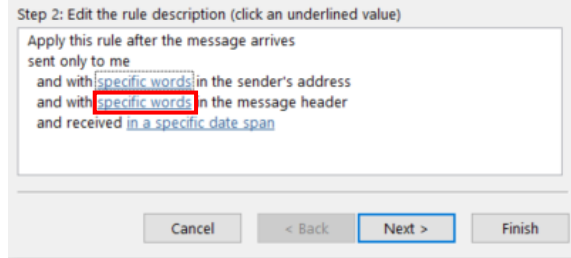 Step 2: Edit the rule description (click an underlined value)
Apply this rule after the message arrives
sent only to me
and with specific words in the sender's address
and with specific words in the message header
and received in a specific date span
Cancel
< Back
Next >
Finish